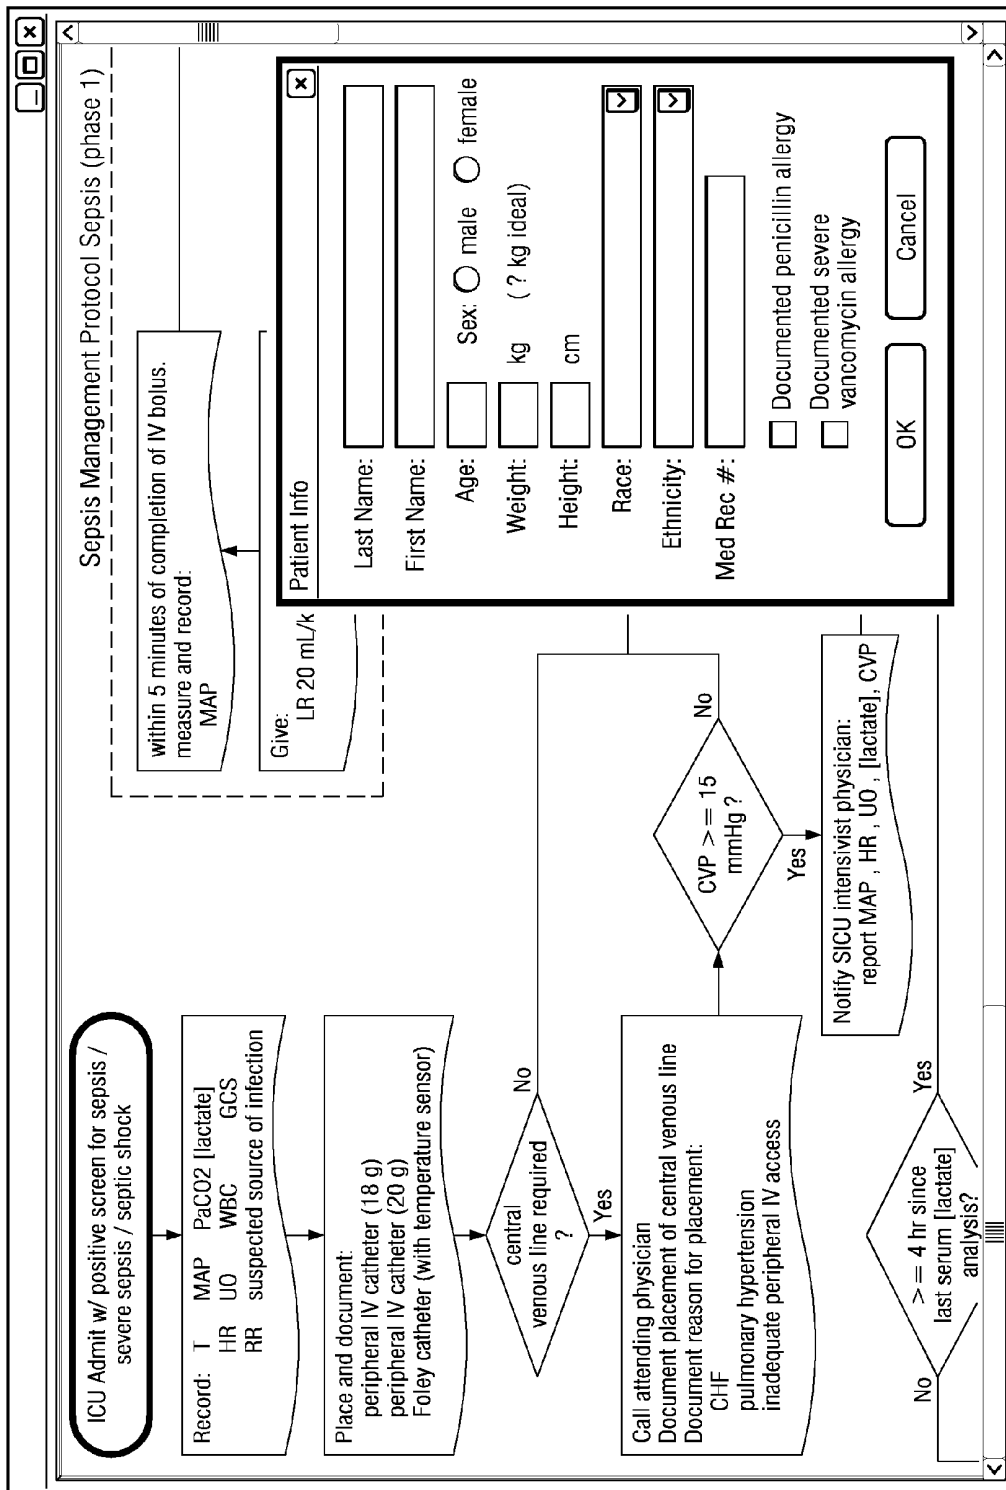 Sepsis Management Protocol Sepsis (phase 1)
ICU Admit w/ positive screen for sepsis /
severe sepsis / septic shock
Record: T MAP PaCO2 [lactate]
HR UO WBC GCS
RR suspected source of infection
Place and document:
peripheral IV catheter (18 g)
peripheral IV catheter (20 g)
Foley catheter (with temperature sensor)
central
venous line required
?
No
Yes
Call attending physician
Document placement of central venous line
Document reason for placement:
CHF
pulmonary hypertension
inadequate peripheral IV access
>= 4 hr since
last serum [lactate]
analysis?
No
Yes
within 5 minutes of completion of IV bolus.
measure and record:
MAP
Give:
LR 20 mL/k
CVP >= 15
mmHg ?
No
Yes
Notify SICU intensivist physician:
report MAP , HR , UO , [lactate], CVP
Patient Info
Last Name:
First Name:
Age: Sex: male female
Weight: kg ( ? kg ideal)
Height: cm
Race:
Ethnicity:
Med Rec #:
Documented penicillin allergy
Documented severe
vancomycin allergy
OK Cancel